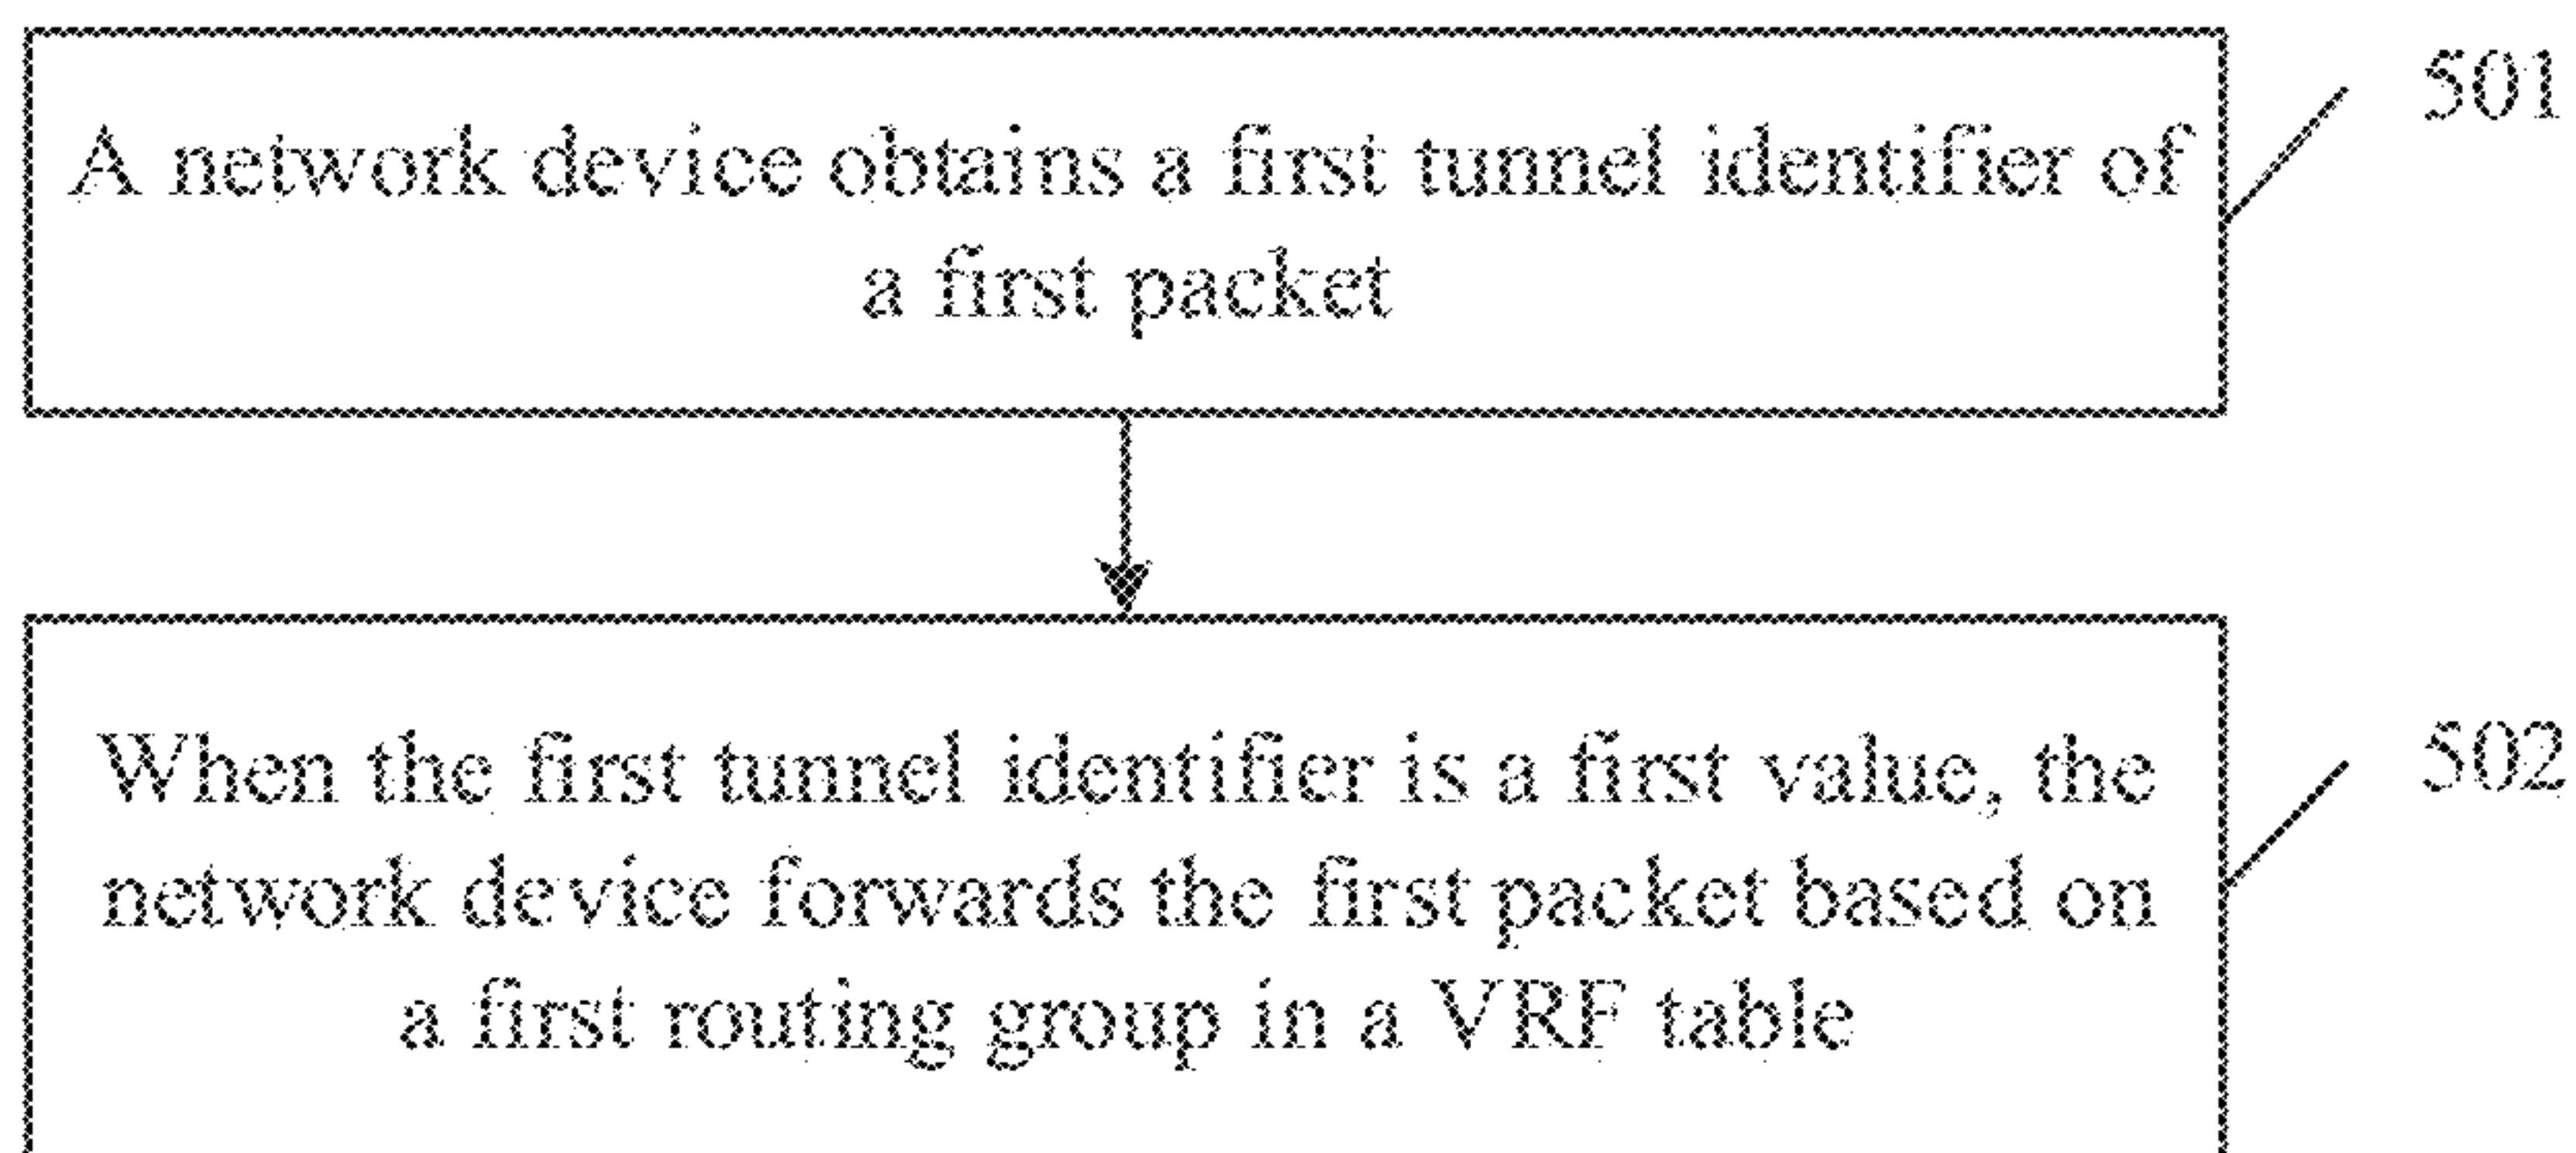 A network device obtains a first tunnel identifier of
a first packet
501
When the first tunnel identifier is a first value, the
network device forwards the first packet based on
a first routing group in a VRF table
502